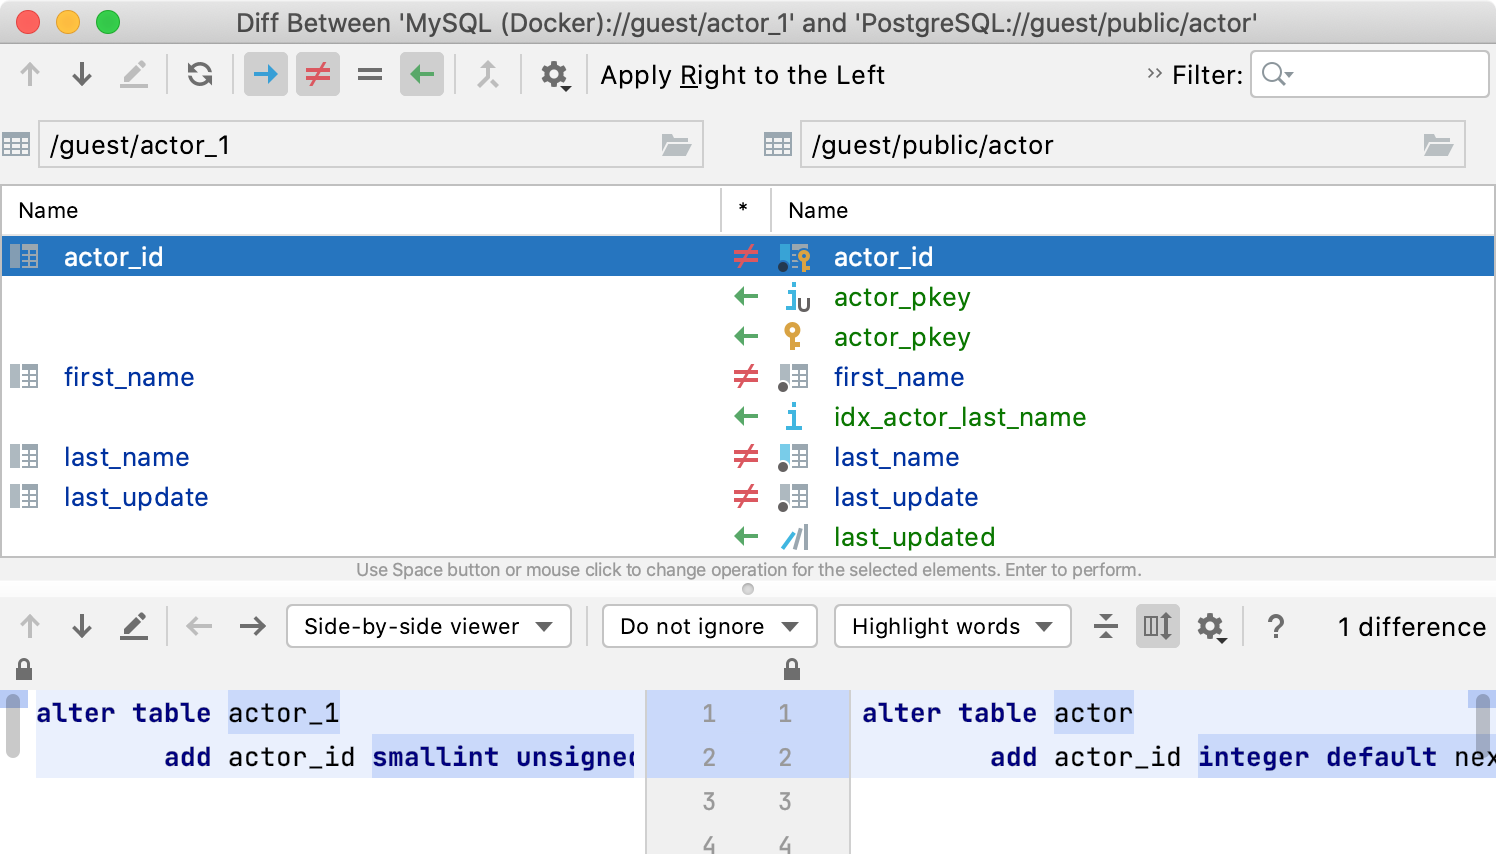 Diff Between 'MySQL (Docker)://guest/actor_1' and 'PostgreSQL://guest/public/actor'
Apply Right to the Left
Filter:
/guest/actor_1
/guest/public/actor
Name * Name
actor_id ≠ actor_id
← actor_pkey
← actor_pkey
first_name ≠ first_name
← idx_actor_last_name
last_name ≠ last_name
last_update ≠ last_update
← last_updated
Use Space button or mouse click to change operation for the selected elements. Enter to perform.
Side-by-side viewer
Do not ignore
Highlight words
? 1 difference
alter table actor_1 1 1 alter table actor
add actor_id smallint unsigned 2 2 add actor_id integer default nex
3 3
4 4